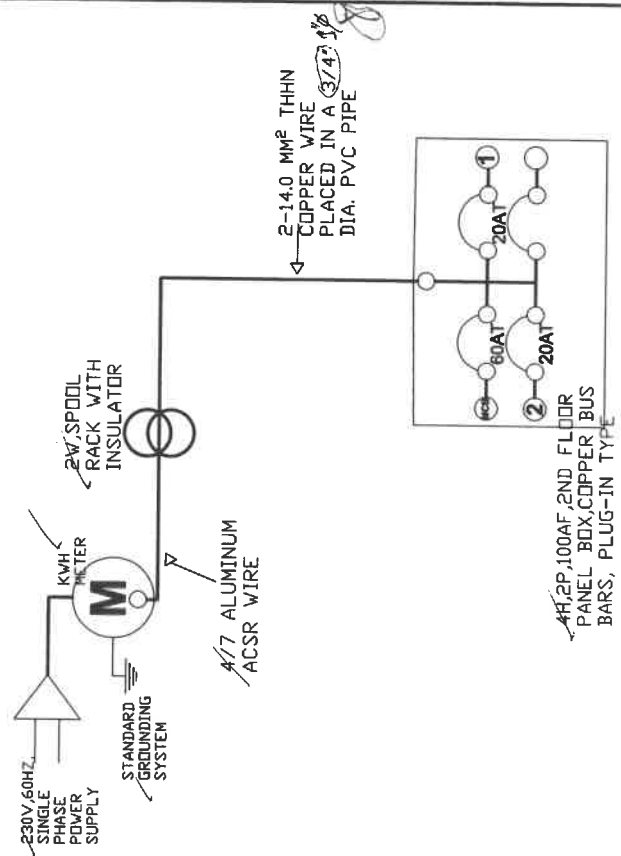 230V,60HZ,
SINGLE
PHASE
POWER
SUPPLY
KWH
METER
M
STANDARD
GROUNDING
SYSTEM
2W,SPOOL
RACK WITH
INSULATOR
4/7 ALUMINUM
ACSR WIRE
2-14.0 MM² THHN
COPPER WIRE
PLACED IN A 3/4" 1"Ø
DIA. PVC PIPE
60AT
20AT
1
2
20AT
4H,2P,100AF,2ND FLOOR
PANEL BOX,COPPER BUS
BARS, PLUG-IN TYPE